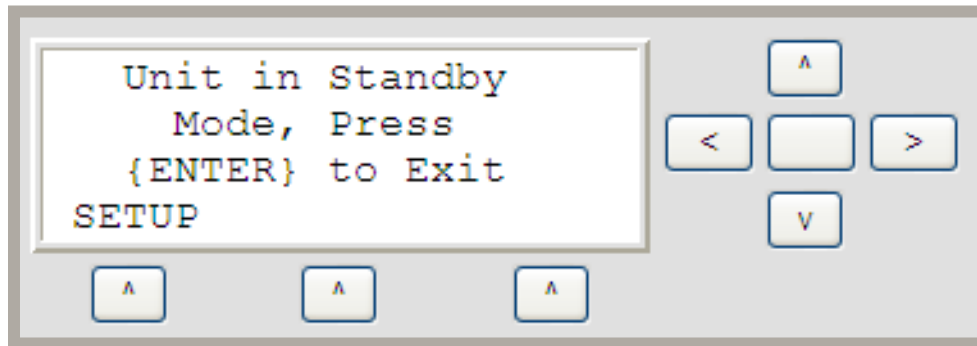 Unit in Standby
Mode, Press
{ENTER} to Exit
SETUP
^
< >
v
^ ^ ^